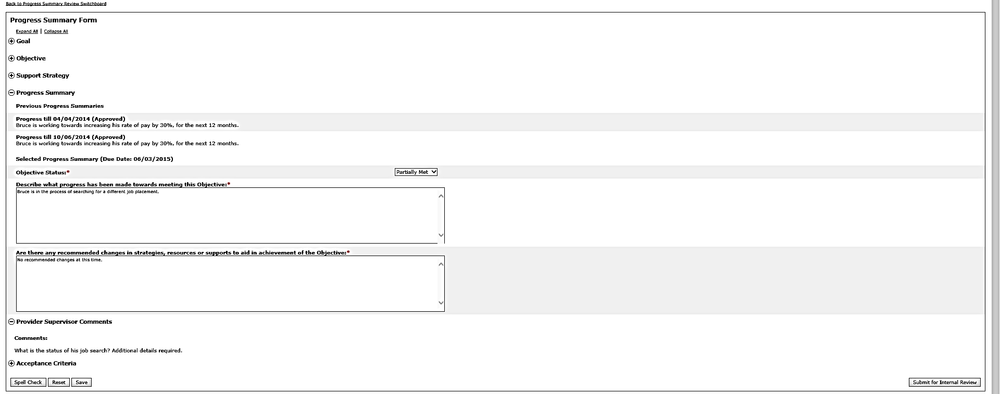 Back to Progress Summary Review Switchboard
Progress Summary Form
Expand All | Collapse All
Goal
Objective
Support Strategy
Progress Summary
Previous Progress Summaries
Progress till 04/04/2014 (Approved)
Bruce is working towards increasing his rate of pay by 30%, for the next 12 months.
Progress till 10/06/2014 (Approved)
Bruce is working towards increasing his rate of pay by 30%, for the next 12 months.
Selected Progress Summary (Due Date: 06/03/2015)
Objective Status:* Partially Met
Describe what progress has been made towards meeting this Objective:*
Bruce is in the process of searching for a different job placement.
Are there any recommended changes in strategies, resources or supports to aid in achievement of the Objective:*
No recommended changes at this time.
Provider Supervisor Comments
Comments:
What is the status of his job search? Additional details required.
Acceptance Criteria
Spell Check Reset Save Submit for Internal Review